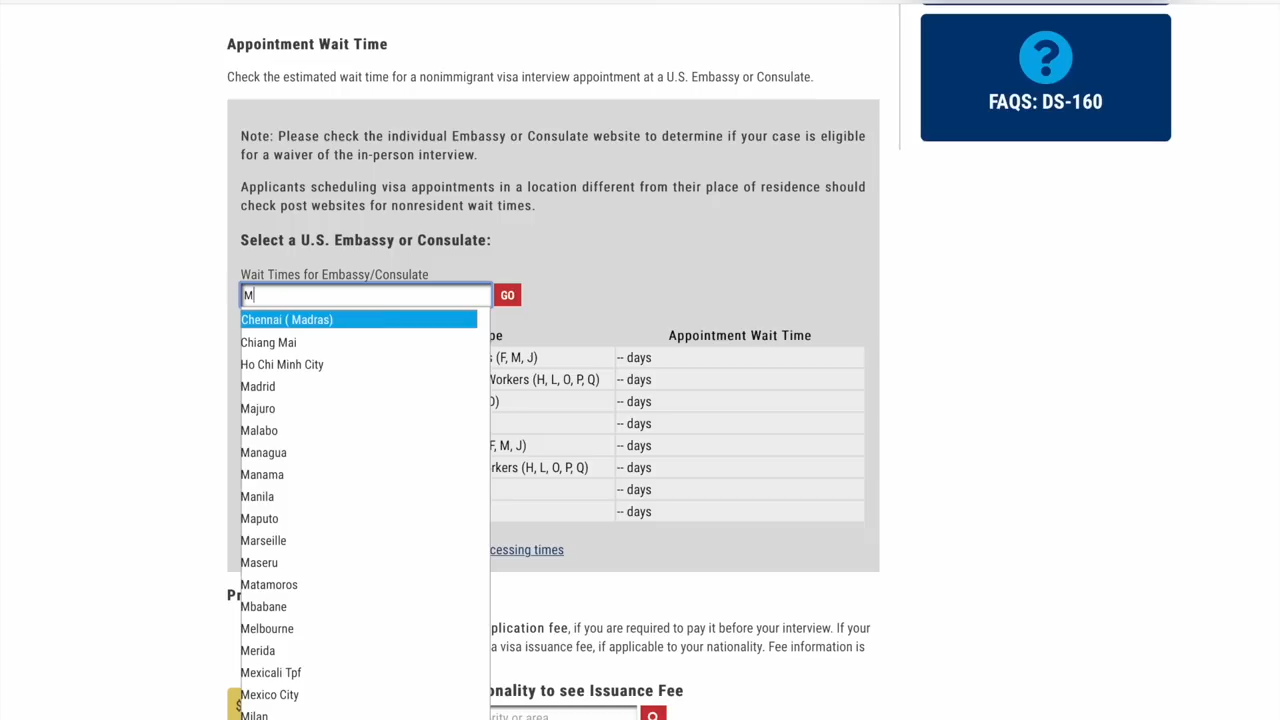 Appointment Wait Time
Check the estimated wait time for a nonimmigrant visa interview appointment at a U.S. Embassy or Consulate.
FAQS: DS-160
Note: Please check the individual Embassy or Consulate website to determine if your case is eligible
for a waiver of the in-person interview.
Applicants scheduling visa appointments in a location different from their place of residence should
check post websites for nonresident wait times.
Select a U.S. Embassy or Consulate:
Wait Times for Embassy/Consulate
M
GO
Chennai ( Madras)
Chiang Mai
Ho Chi Minh City
Madrid
Majuro
Malabo
Managua
Manama
Manila
Maputo
Marseille
Maseru
Matamoros
Mbabane
Melbourne
Merida
Mexicali Tpf
Mexico City
Milan
Appointment Wait Time
(F, M, J) -- days
Workers (H, L, O, P, Q) -- days
-- days
-- days
F, M, J) -- days
(H, L, O, P, Q) -- days
-- days
-- days
times
fee, if you are required to pay it before your interview. If your
a visa issuance fee, if applicable to your nationality. Fee information is
to see Issuance Fee
or area